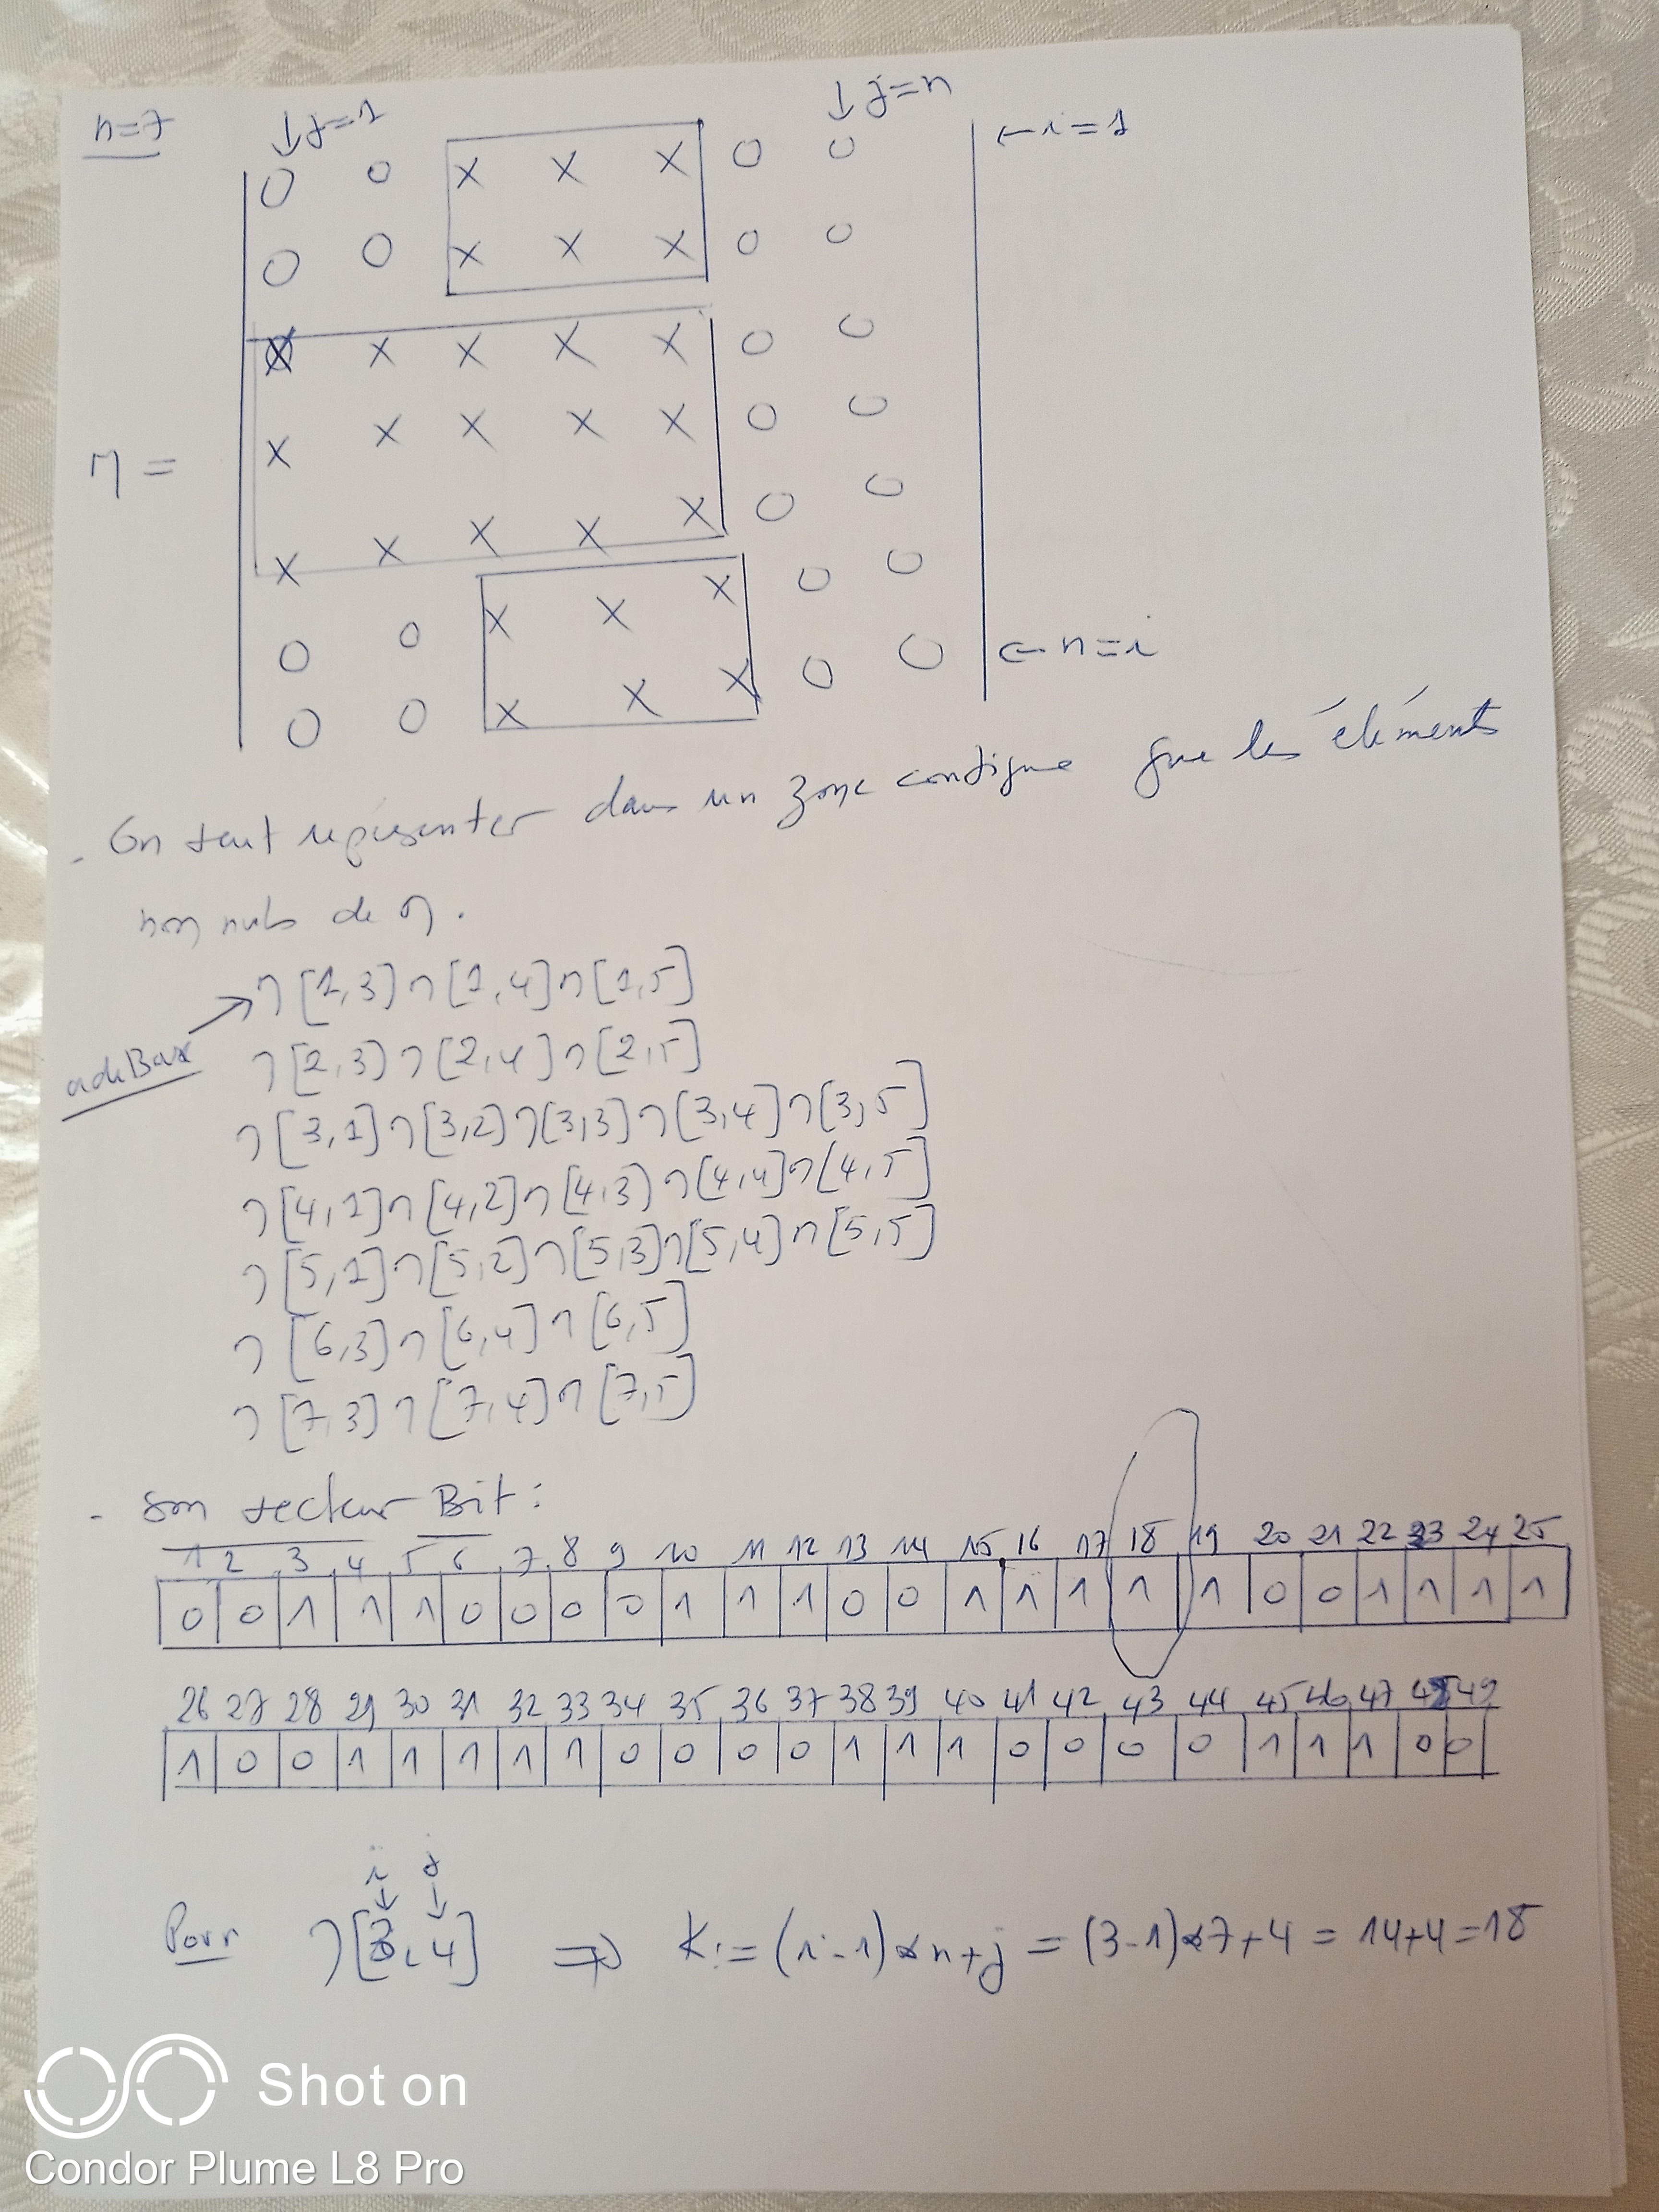 n=7 ↓j=1 ↓j=n
0 0 x x x 0 0 ←i=1
0 0 x x x 0 0
x x x x x 0 0
M = x x x x x 0 0
x x x x x 0 0
0 0 x x x 0 0
0 0 x x x 0 0 ←n=i
- On veut représenter dans un zone contigue que les éléments
non nuls de M.
adrBase → M[1,3] M[1,4] M[1,5]
M[2,3] M[2,4] M[2,5]
M[3,1] M[3,2] M[3,3] M[3,4] M[3,5]
M[4,1] M[4,2] M[4,3] M[4,4] M[4,5]
M[5,1] M[5,2] M[5,3] M[5,4] M[5,5]
M[6,3] M[6,4] M[6,5]
M[7,3] M[7,4] M[7,5]
- Son vecteur Bit :
1 2 3 4 5 6 7 8 9 10 11 12 13 14 15 16 17 18 19 20 21 22 23 24 25
0 0 1 1 1 0 0 0 0 1 1 1 0 0 1 1 1 1 1 0 0 1 1 1 1
26 27 28 29 30 31 32 33 34 35 36 37 38 39 40 41 42 43 44 45 46 47 48 49
1 0 0 1 1 1 1 1 0 0 0 0 1 1 1 0 0 0 0 1 1 1 0 0
i j
↓ ↓
Pour M[3,4] ⇒ K:=(i-1)*n+j = (3-1)*7+4 = 14+4=18
Shot on
Condor Plume L8 Pro